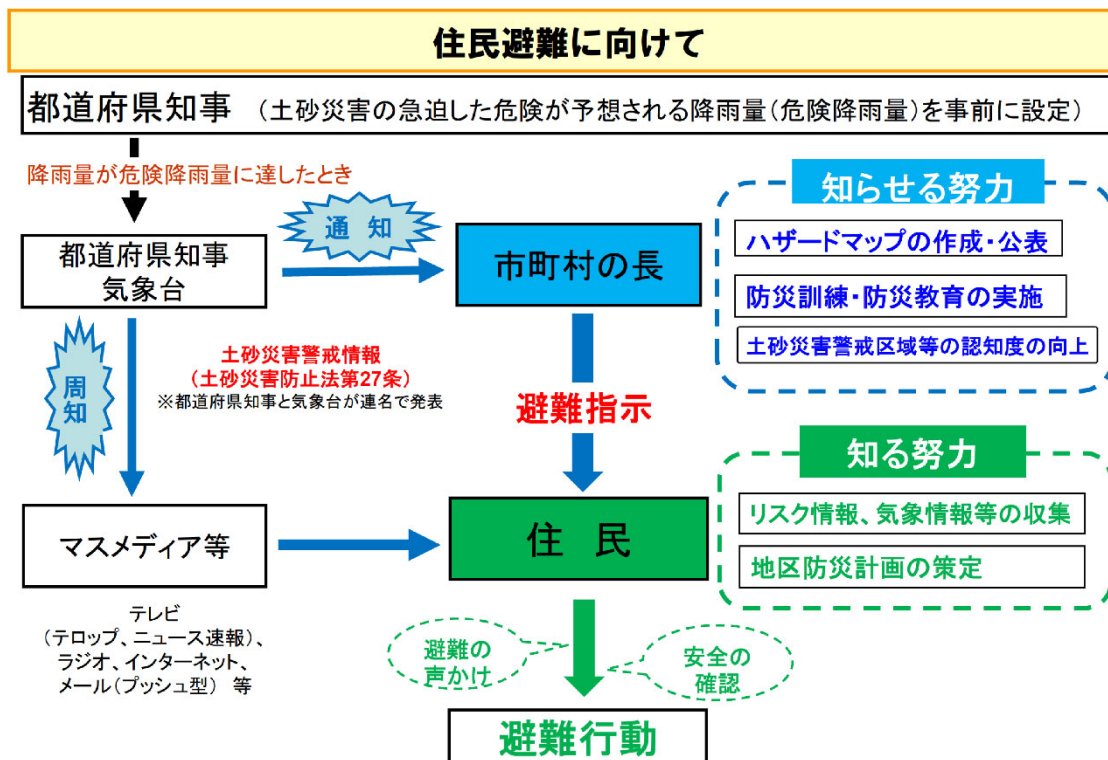 住民避難に向けて
都道府県知事 (土砂災害の急迫した危険が予想される降雨量(危険降雨量)を事前に設定)
降雨量が危険降雨量に達したとき
都道府県知事
気象台
通 知
市町村の長
周知
土砂災害警戒情報
(土砂災害防止法第27条)
※都道府県知事と気象台が連名で発表
避難指示
マスメディア等
テレビ
(テロップ、ニュース速報)、
ラジオ、インターネット、
メール(プッシュ型) 等
住 民
避難の
声かけ
安全の
確認
避難行動
知らせる努力
ハザードマップの作成・公表
防災訓練・防災教育の実施
土砂災害警戒区域等の認知度の向上
知る努力
リスク情報、気象情報等の収集
地区防災計画の策定